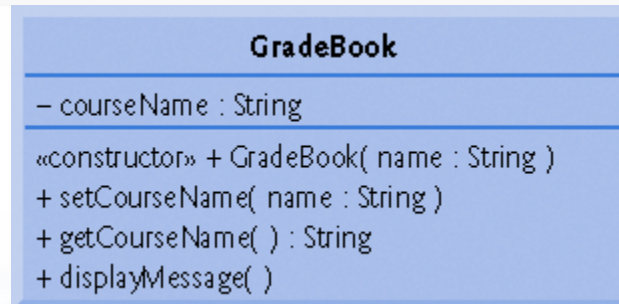 GradeBook
– courseName : String
«constructor» + GradeBook( name : String )
+ setCourseName( name : String )
+ getCourseName( ) : String
+ displayMessage( )